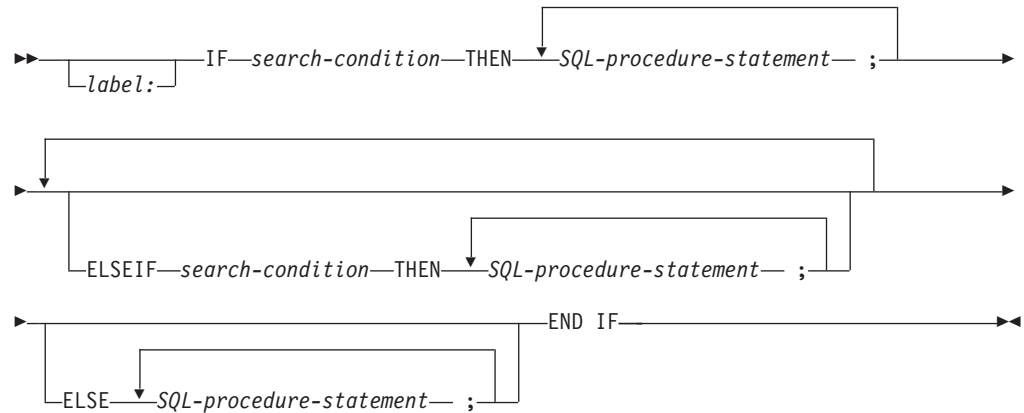 IF search-condition THEN SQL-procedure-statement ;
label:
ELSEIF search-condition THEN SQL-procedure-statement ;
END IF
ELSE SQL-procedure-statement ;